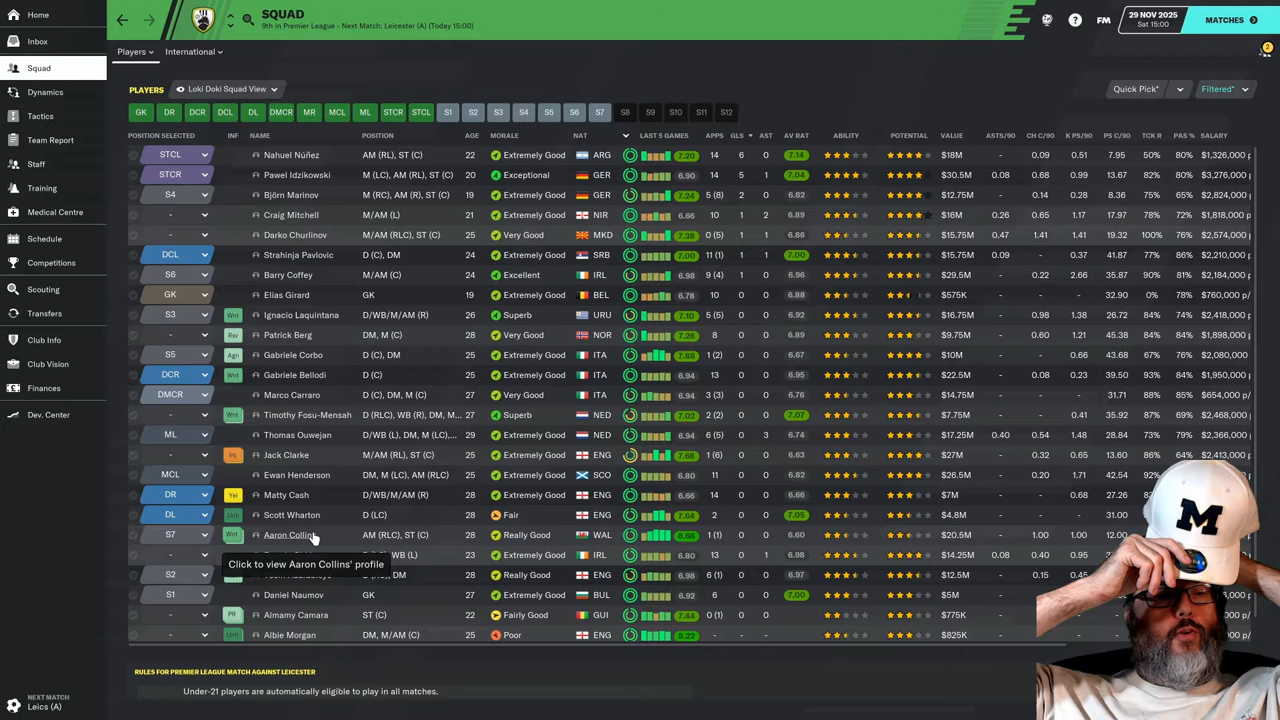 Home
Inbox
Squad
Dynamics
Tactics
Team Report
Staff
Training
Medical Centre
Schedule
Competitions
Scouting
Transfers
Club Info
Club Vision
Finances
Dev. Center
NEXT MATCH
Leics (A)
SQUAD
9th in Premier League - Next Match: Leicester (A) (Today 15:00)
FM
29 NOV 2025
Sat 15:00
MATCHES
2
Players
International
PLAYERS
Loki Doki Squad View
Quick Pick*
Filtered*
GK DR DCR DCL DL DMCR MR MCL ML STCR STCL S1 S2 S3 S4 S5 S6 S7 S8 S9 S10 S11 S12
POSITION SELECTED INF NAME POSITION AGE MORALE NAT LAST 5 GAMES APPS GLS AST AV RAT ABILITY POTENTIAL VALUE ASTS/90 CH C/90 K PS/90 PS C/90 TCK R PAS % SALARY
STCL Nahuel Núñez AM (RL), ST (C) 22 Extremely Good ARG 7.20 14 6 0 7.14 $18M - 0.09 0.51 7.95 50% 80% $1,326,000 p
STCR Pawel Idzikowski M (LC), AM (RL), ST (C) 20 Exceptional GER 6.90 14 5 1 7.04 $30.5M 0.08 0.68 0.99 13.67 82% 82% $3,276,000 p
S4 Björn Marinov M (RC), AM (RL), ST (C) 19 Extremely Good GER 7.24 5 (8) 2 0 6.82 $12.75M - 0.14 0.28 8.33 75% 65% $2,824,000 p
- Craig Mitchell M/AM (L) 21 Extremely Good NIR 6.66 10 1 2 6.89 $16M 0.26 0.65 1.17 17.97 78% 72% $1,818,000 p
- Darko Churlinov M/AM (RLC), ST (C) 25 Very Good MKD 7.38 0 (5) 1 1 6.86 $15.75M 0.47 1.41 1.41 19.32 100% 76% $2,574,000 p
DCL Strahinja Pavlovic D (C), DM 24 Extremely Good SRB 7.00 11 (1) 1 1 7.00 $15.75M 0.09 - 0.37 41.87 77% 86% $2,210,000 p
S6 Barry Coffey M/AM (C) 24 Excellent IRL 6.98 9 (4) 1 0 6.96 $29.5M - 0.22 2.66 35.87 90% 81% $2,184,000 p
GK Elias Girard GK 19 Extremely Good BEL 6.78 10 0 0 6.88 $575K - - - 32.90 0% 78% $760,000 p/
S3 Wnt Ignacio Laquintana D/WB/M/AM (R) 26 Superb URU 7.10 5 (5) 0 0 6.92 $16.75M - 0.98 1.38 26.72 84% 74% $2,418,000 p
- Rsv Patrick Berg DM, M (C) 28 Very Good NOR 7.26 8 0 0 6.89 $9.75M - 0.60 1.21 45.38 84% 84% $1,898,000 p
S5 Agn Gabriele Corbo D (C), DM 25 Extremely Good ITA 7.88 1 (2) 0 0 6.67 $10M - - 0.66 43.68 67% 76% $2,080,000
DCR Wnt Gabriele Bellodi D (C) 25 Extremely Good ITA 6.94 13 0 0 6.95 $22.5M - 0.08 0.23 39.50 93% 84% $1,950,000 p
DMCR Marco Carraro DM, M (C) 27 Very Good ITA 6.94 3 (3) 0 0 6.76 $14.75M - - - 31.71 88% 85% $654,000 p/
- Wnt Timothy Fosu-Mensah D (RLC), WB (R), DM, M... 27 Superb NED 7.02 2 (2) 0 0 7.07 $7.75M - - 0.41 35.92 87% 69% $2,468,000 p
ML Thomas Ouwejan D/WB (L), DM, M (LC),... 29 Extremely Good NED 6.94 6 (5) 0 3 6.74 $17.25M 0.40 0.54 1.48 28.84 73% 79% $2,366,000 p
- Inj Jack Clarke M/AM (RL), ST (C) 25 Extremely Good ENG 7.68 1 (6) 0 0 6.63 $27M - 0.32 0.65 13.60 86% 64% $2,413,000 p
MCL Ewan Henderson DM, M (LC), AM (RLC) 25 Extremely Good SCO 6.80 11 0 0 6.82 $26.5M - 0.20 1.71 42.54 92%
DR Yel Matty Cash D/WB/M/AM (R) 28 Extremely Good ENG 6.66 14 0 0 6.66 $7M - - 0.68 27.26
DL Unh Scott Wharton D (LC) 28 Fair ENG 7.64 2 0 0 7.05 $4.8M - - - 31.00
S7 Wnt Aaron Collins AM (RLC), ST (C) 28 Really Good WAL 8.68 1 (1) 0 0 $20.5M - 1.00 1.00
- WB (L) 23 Extremely Good IRL 6.80 13 0 1 6.98 $14.25M 0.08 0.40 0.95
Click to view Aaron Collins' profile
S2 DM 28 Really Good ENG 6.98 6 (1) 0 0 6.97 $12.5M - 0.15
S1 Daniel Naumov GK 27 Extremely Good BUL 6.92 6 0 0 7.00 $5M - -
- PR Almamy Camara ST (C) 22 Fairly Good GUI 7.44 0 (1) 0 0 $775K - -
- Unh Albie Morgan DM, M/AM (C) 25 Poor ENG 8.22 - - - $825K - -
RULES FOR PREMIER LEAGUE MATCH AGAINST LEICESTER
Under-21 players are automatically eligible to play in all matches.
M